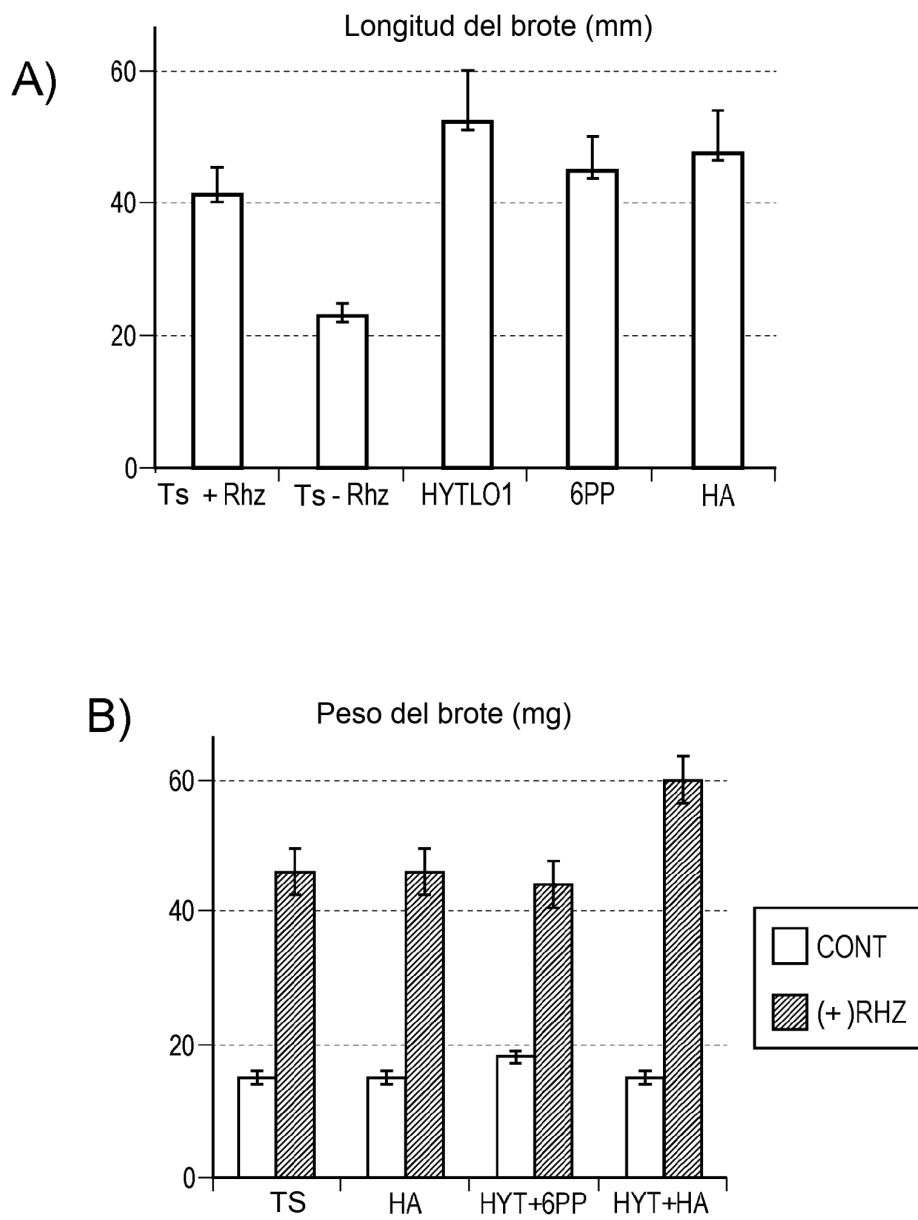 A)
Longitud del brote (mm)
60
40
20
0
Ts + Rhz Ts - Rhz HYTLO1 6PP HA
B)
Peso del brote (mg)
60
40
20
0
TS HA HYT+6PP HYT+HA
CONT
(+)RHZ